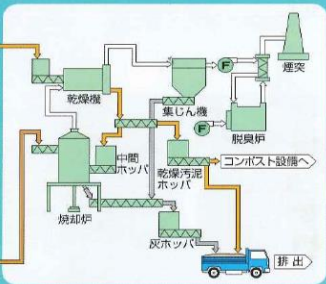 煙突
乾燥機
集じん機
F
F
脱臭炉
中間
ホッパ
乾燥汚泥
ホッパ
コンポスト設備へ
焼却炉
灰ホッパ
排出